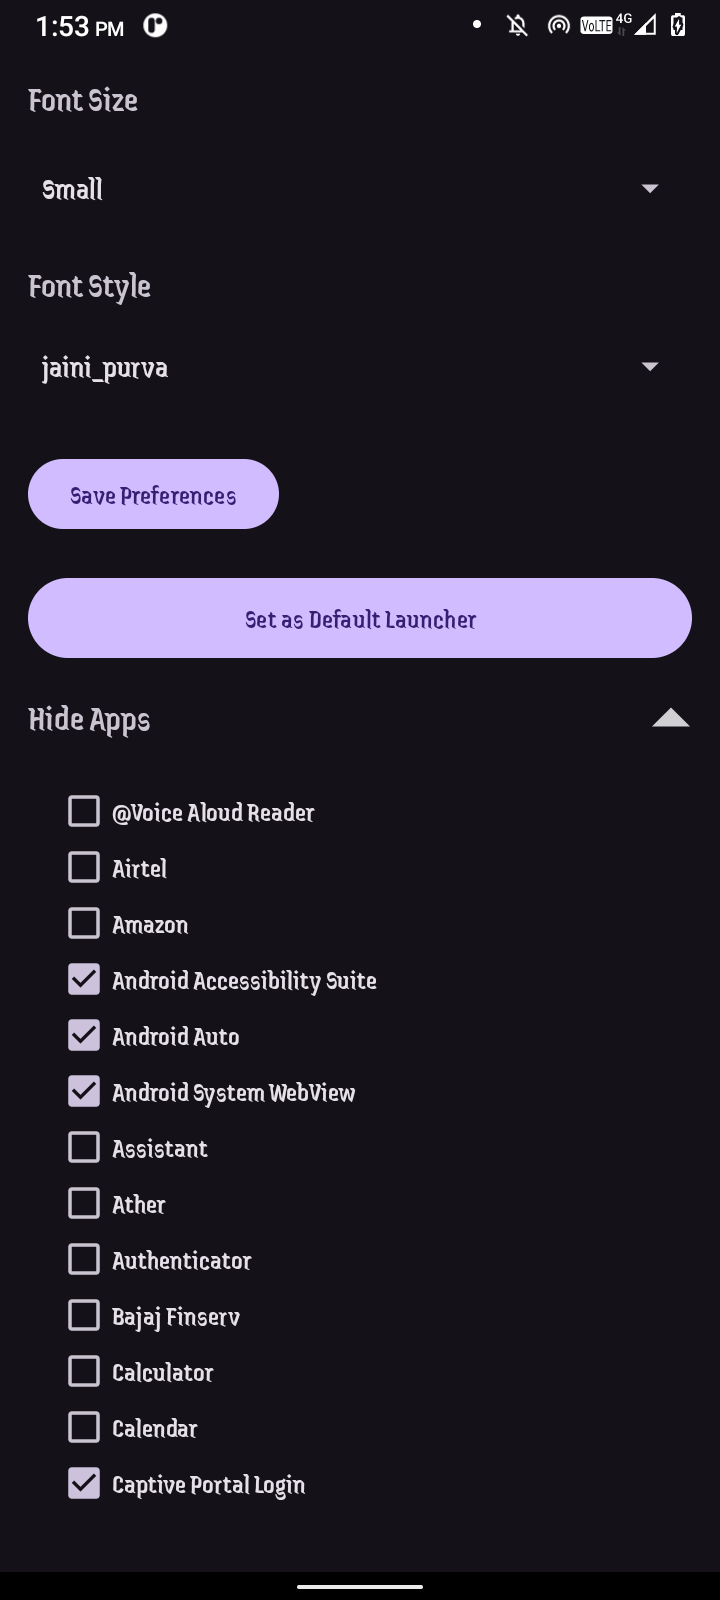 1:53 PM VoLTE 4G
Font Size
Small
Font Style
jaini_purva
Save Preferences
Set as Default Launcher
Hide Apps
@Voice Aloud Reader
Airtel
Amazon
Android Accessibility Suite
Android Auto
Android System WebView
Assistant
Ather
Authenticator
Bajaj Finserv
Calculator
Calendar
Captive Portal Login